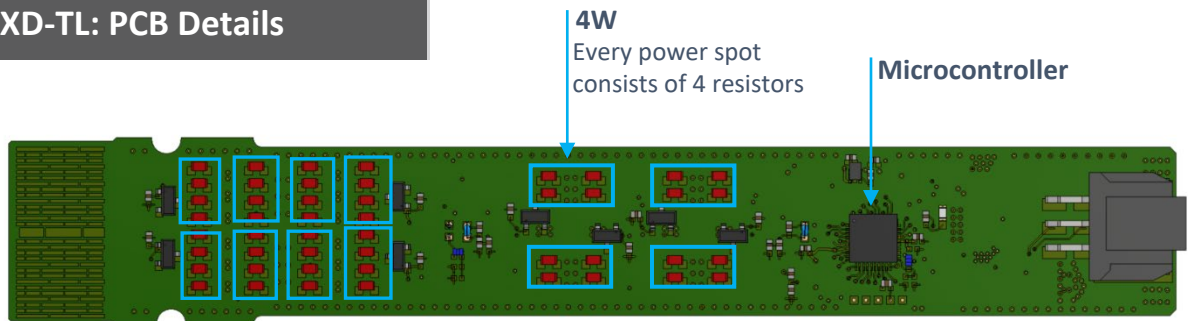 XD-TL: PCB Details
4W
Every power spot
consists of 4 resistors
Microcontroller